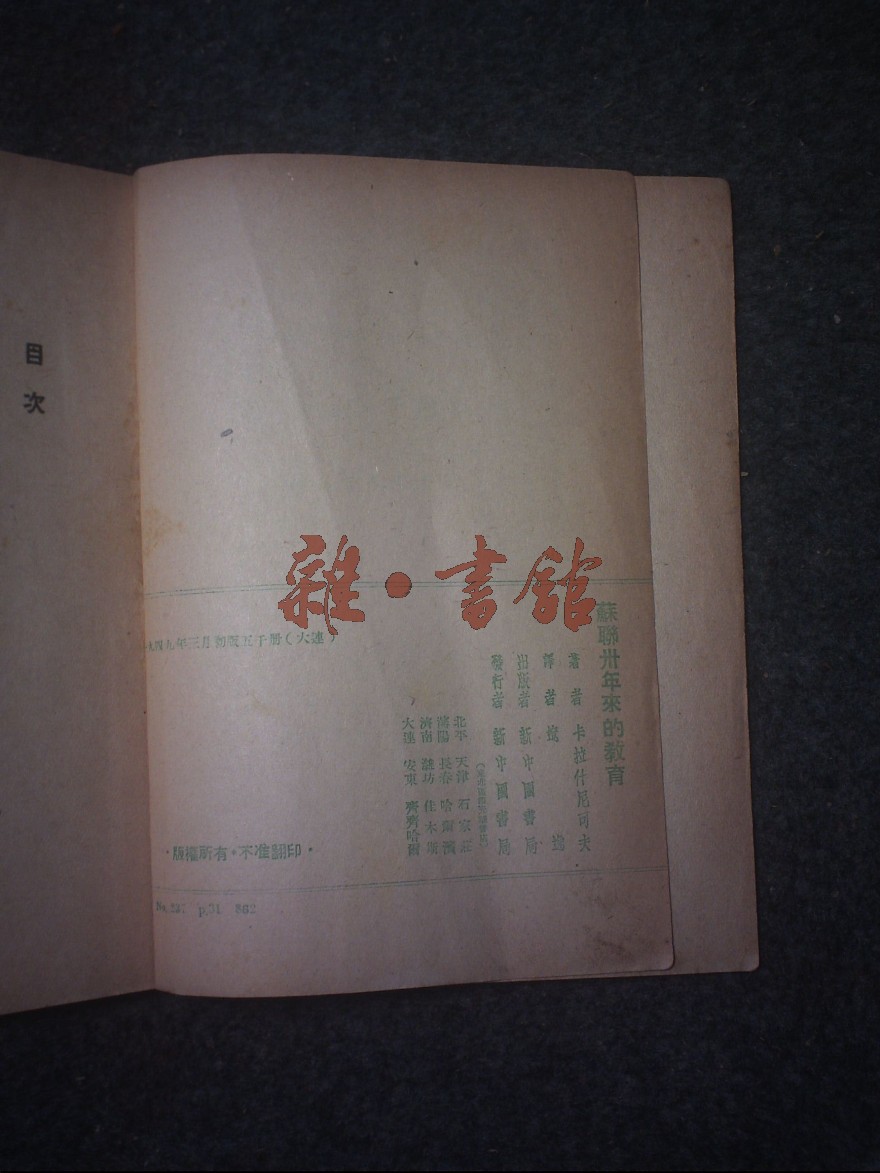 蘇聯卅年來的教育
著者 卡拉什尼可夫
譯者
出版者 新中國書局
發行者 新中國書局
北平 天津 石家莊
瀋陽 長春 哈爾濱
濟南 濰坊 佳木斯
大連 安東 齊齊哈爾
九四九年三月初版五千册(大連)
·版權所有·不准翻印·
p.31 882
目次
雜·書館